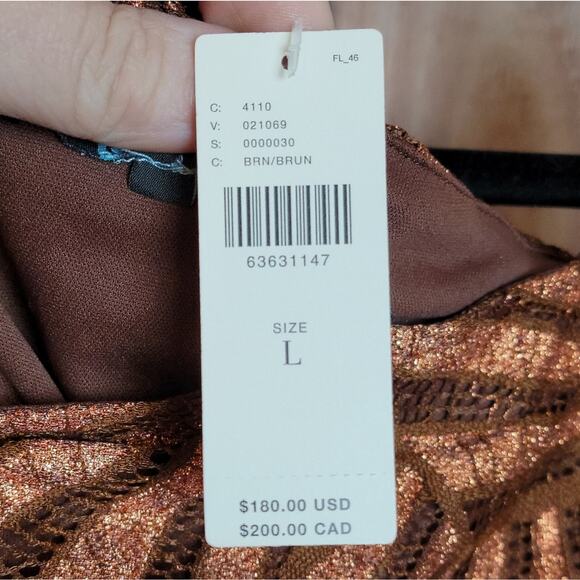 FL_46
C: 4110
V: 021069
S: 0000030
C: BRN/BRUN
63631147
SIZE
L
$180.00 USD
$200.00 CAD